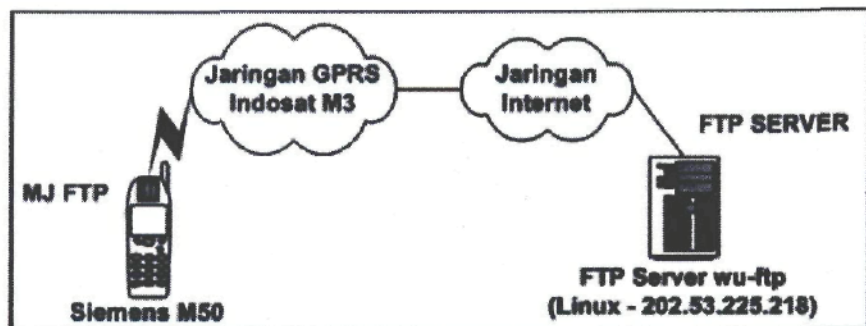 Jaringan GPRS
Indosat M3
Jaringan
Internet
FTP SERVER
MJ FTP
Siemens M50
FTP Server wu-ftp
(Linux - 202.53.225.218)